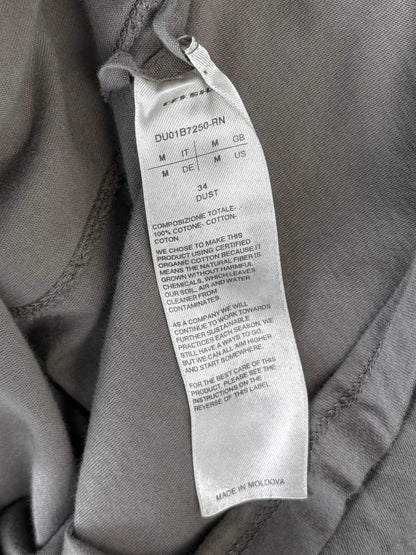 DU01B7250-RN
M IT M GB
M DE M US
34
DUST
COMPOSIZIONE TOTALE-
100% COTONE- COTTON-
COTON
WE CHOSE TO MAKE THIS
PRODUCT USING CERTIFIED
ORGANIC COTTON BECAUSE IT
MEANS THE NATURAL FIBER IS
GROWN WITHOUT HARMFUL
CHEMICALS, WHICH LEAVES
OUR SOIL, AIR AND WATER
CLEANER FROM
CONTAMINATES.
AS A COMPANY WE WILL
CONTINUE TO WORK TOWARDS
FURTHER SUSTAINABLE
PRACTICES EACH SEASON, WE
STILL HAVE A WAYS TO GO,
BUT WE CAN ALL AIM HIGHER
AND START SOMEWHERE.
FOR THE BEST CARE OF THIS
PRODUCT, PLEASE SEE THE
INSTRUCTIONS ON THE
REVERSE OF THIS LABEL
MADE IN MOLDOVA